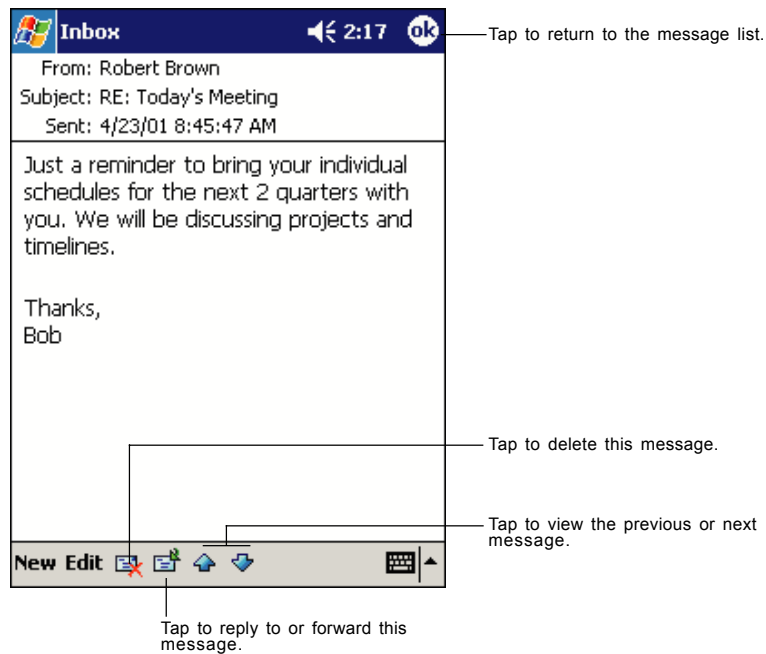 Inbox 2:17 ok
Tap to return to the message list.
From: Robert Brown
Subject: RE: Today's Meeting
Sent: 4/23/01 8:45:47 AM
Just a reminder to bring your individual
schedules for the next 2 quarters with
you. We will be discussing projects and
timelines.
Thanks,
Bob
Tap to delete this message.
Tap to view the previous or next
message.
New Edit
Tap to reply to or forward this
message.